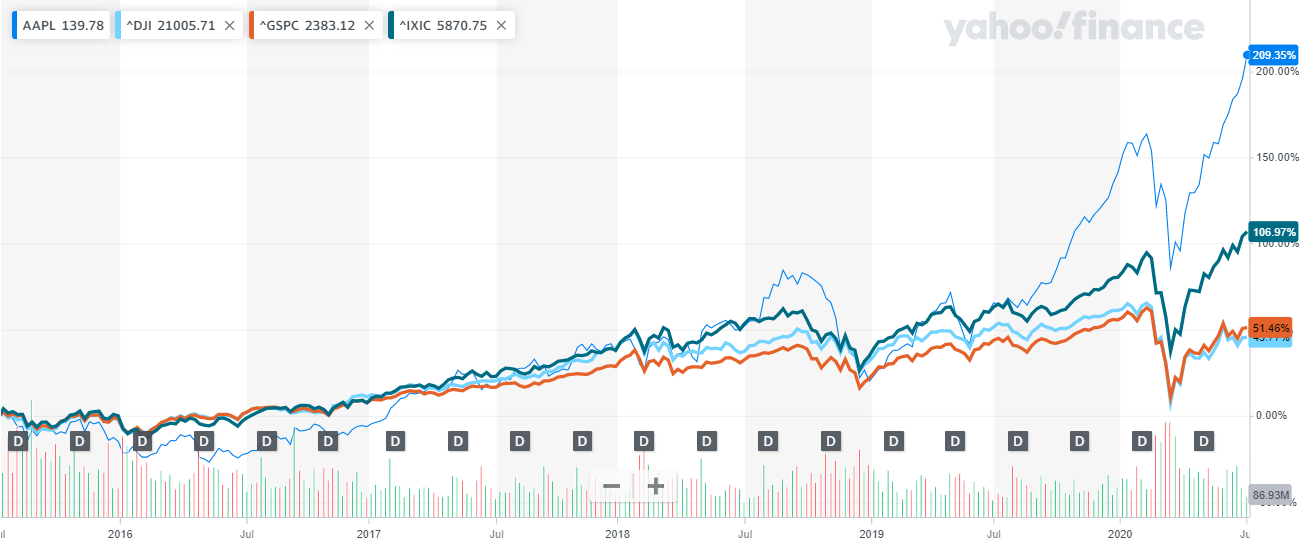 AAPL 139.78 ^DJI 21005.71 ^GSPC 2383.12 ^IXIC 5870.75
yahoo!finance
209.35%
200.00%
150.00%
106.97%
100.00%
51.46%
45.77%
0.00%
D D D D D D D D D D D D D D D D D D D D
86.93M
2016 Jul 2017 Jul 2018 Jul 2019 Jul 2020